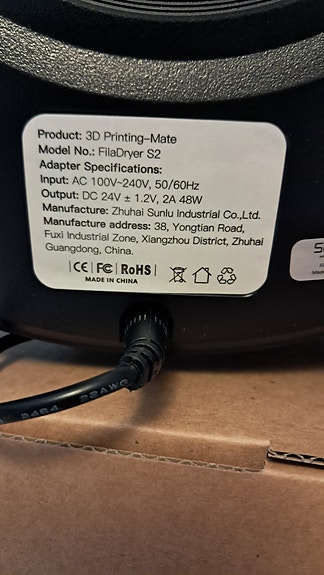 Product: 3D Printing-Mate
Model No.: FilaDryer S2
Adapter Specifications:
Input: AC 100V~240V, 50/60Hz
Output: DC 24V ± 1.2V, 2A 48W
Manufacture: Zhuhai Sunlu Industrial Co.,Ltd.
Manufacture address: 38, Yongtian Road,
Fuxi Industrial Zone, Xiangzhou District, Zhuhai
Guangdong, China.
CE FC RoHS
MADE IN CHINA
22AWG